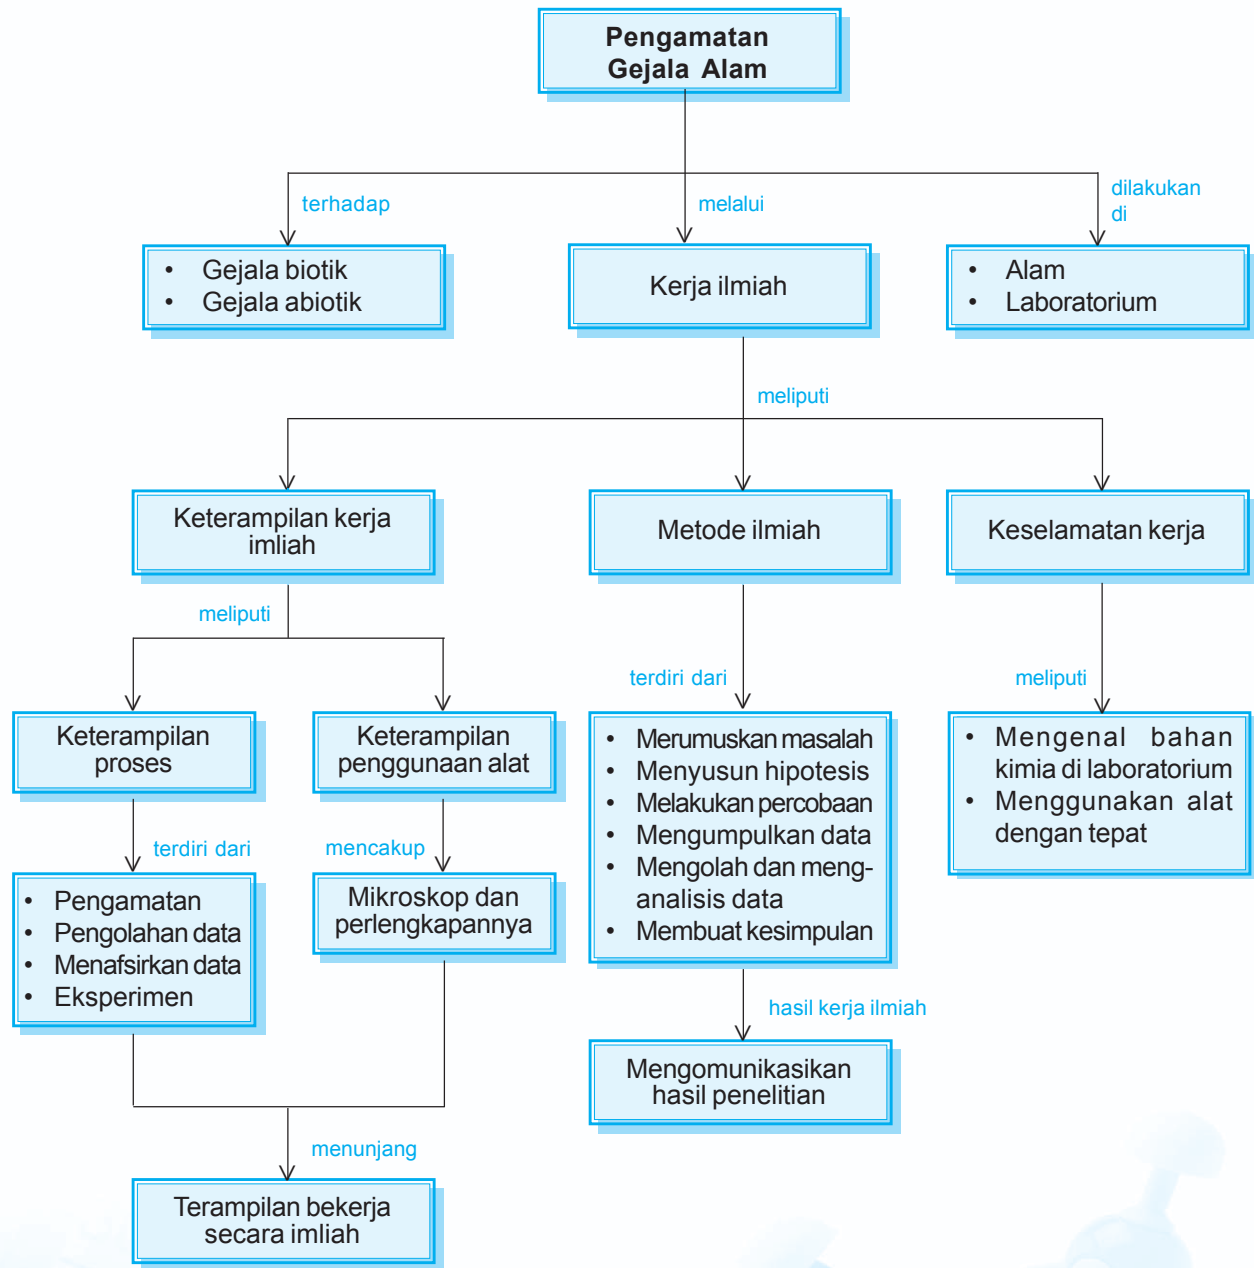 Pengamatan
Gejala Alam
terhadap
melalui
dilakukan
di
• Gejala biotik
• Gejala abiotik
Kerja ilmiah
• Alam
• Laboratorium
meliputi
Keterampilan kerja
imliah
Metode ilmiah
Keselamatan kerja
meliputi
terdiri dari
meliputi
Keterampilan
proses
Keterampilan
penggunaan alat
• Merumuskan masalah
• Menyusun hipotesis
• Melakukan percobaan
• Mengumpulkan data
• Mengolah dan meng-
analisis data
• Membuat kesimpulan
• Mengenal bahan
kimia di laboratorium
• Menggunakan alat
dengan tepat
terdiri dari
mencakup
• Pengamatan
• Pengolahan data
• Menafsirkan data
• Eksperimen
Mikroskop dan
perlengkapannya
hasil kerja ilmiah
Mengomunikasikan
hasil penelitian
menunjang
Terampilan bekerja
secara imliah